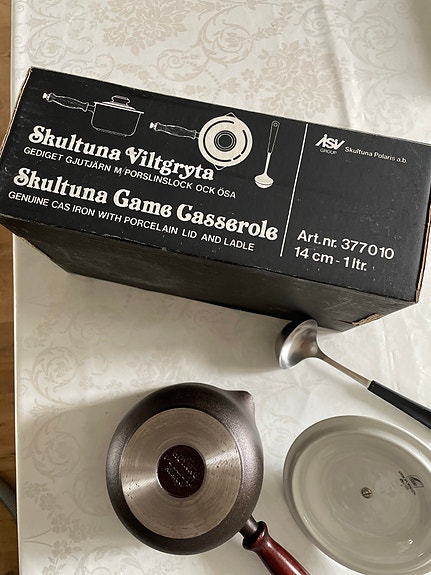 Skultuna Viltgryta
GEDIGET GJUTJÄRN M/PORSLINSLOCK OCK ÖSA
Skultuna Game Casserole
GENUINE CAS IRON WITH PORCELAIN LID AND LADLE
ASV
GROUP
Skultuna Polaris a.b.
Art.nr. 377010
14 cm - 1 ltr.